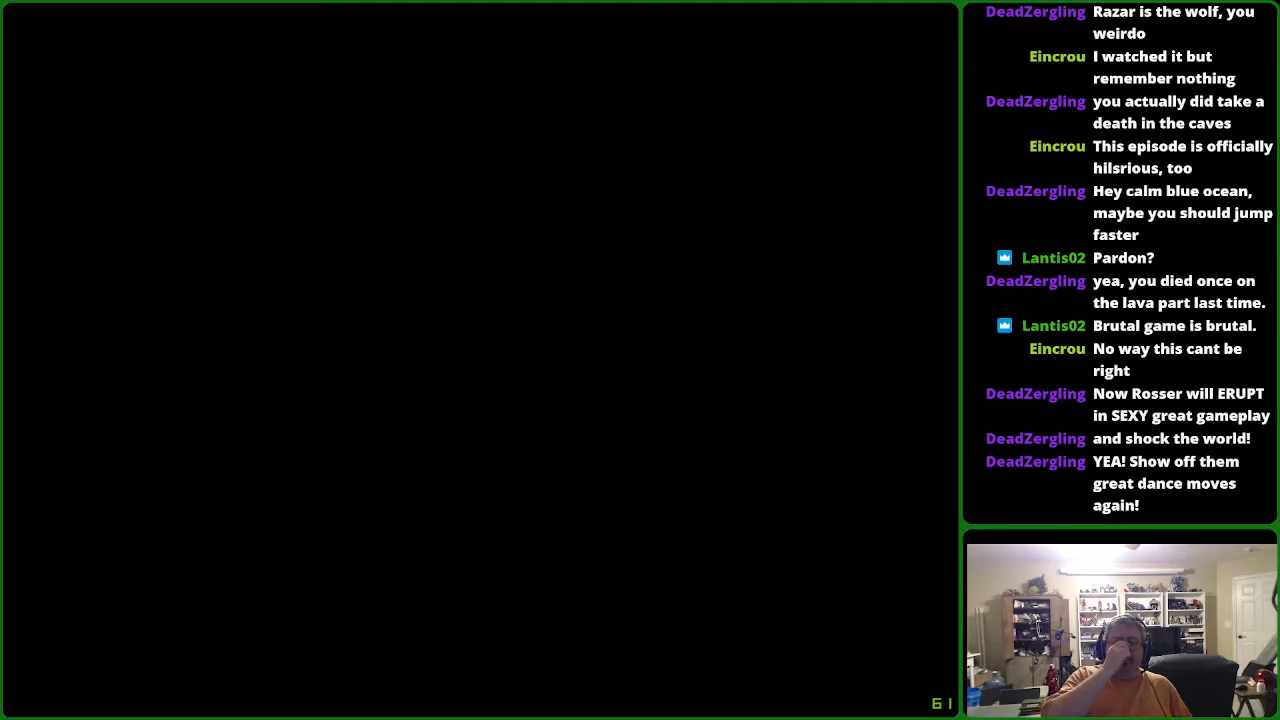 DeadZergling Razar is the wolf, you
weirdo
Eincrou I watched it but
remember nothing
DeadZergling you actually did take a
death in the caves
Eincrou This episode is officially
hilsrious, too
DeadZergling Hey calm blue ocean,
maybe you should jump
faster
Lantis02 Pardon?
DeadZergling yea, you died once on
the lava part last time.
Lantis02 Brutal game is brutal.
Eincrou No way this cant be
right
DeadZergling Now Rosser will ERUPT
in SEXY great gameplay
DeadZergling and shock the world!
DeadZergling YEA! Show off them
great dance moves
again!
61